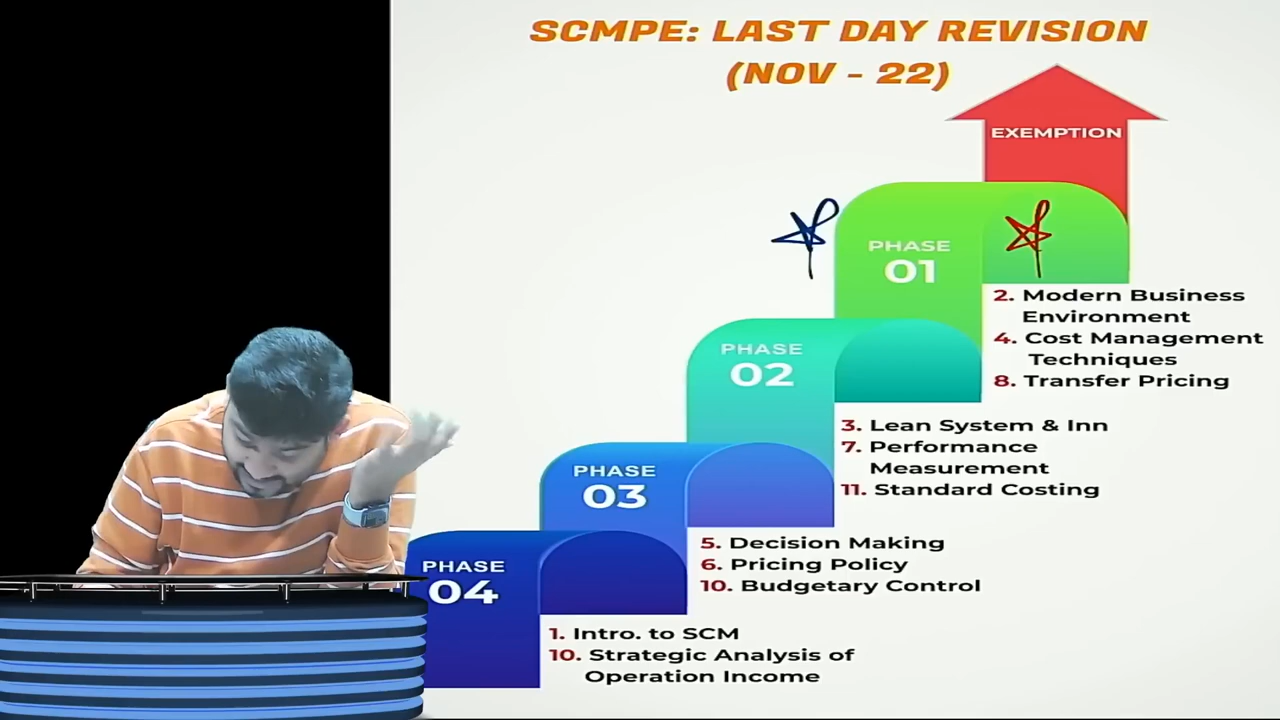 SCMPE: LAST DAY REVISION
(NOV - 22)
EXEMPTION
PHASE
01
2. Modern Business
Environment
4. Cost Management
Techniques
8. Transfer Pricing
PHASE
02
3. Lean System & Inn
7. Performance
Measurement
11. Standard Costing
PHASE
03
5. Decision Making
6. Pricing Policy
10. Budgetary Control
PHASE
04
1. Intro. to SCM
10. Strategic Analysis of
Operation Income